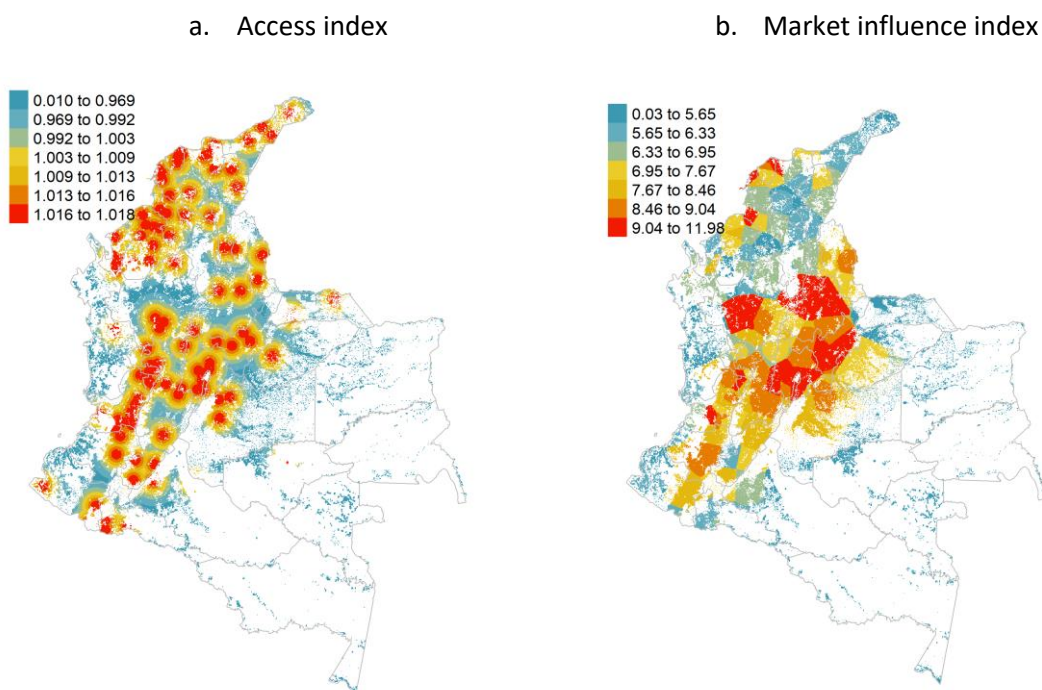 a. Access index
b. Market influence index
0.010 to 0.969
0.969 to 0.992
0.992 to 1.003
1.003 to 1.009
1.009 to 1.013
1.013 to 1.016
1.016 to 1.018
0.03 to 5.65
5.65 to 6.33
6.33 to 6.95
6.95 to 7.67
7.67 to 8.46
8.46 to 9.04
9.04 to 11.98